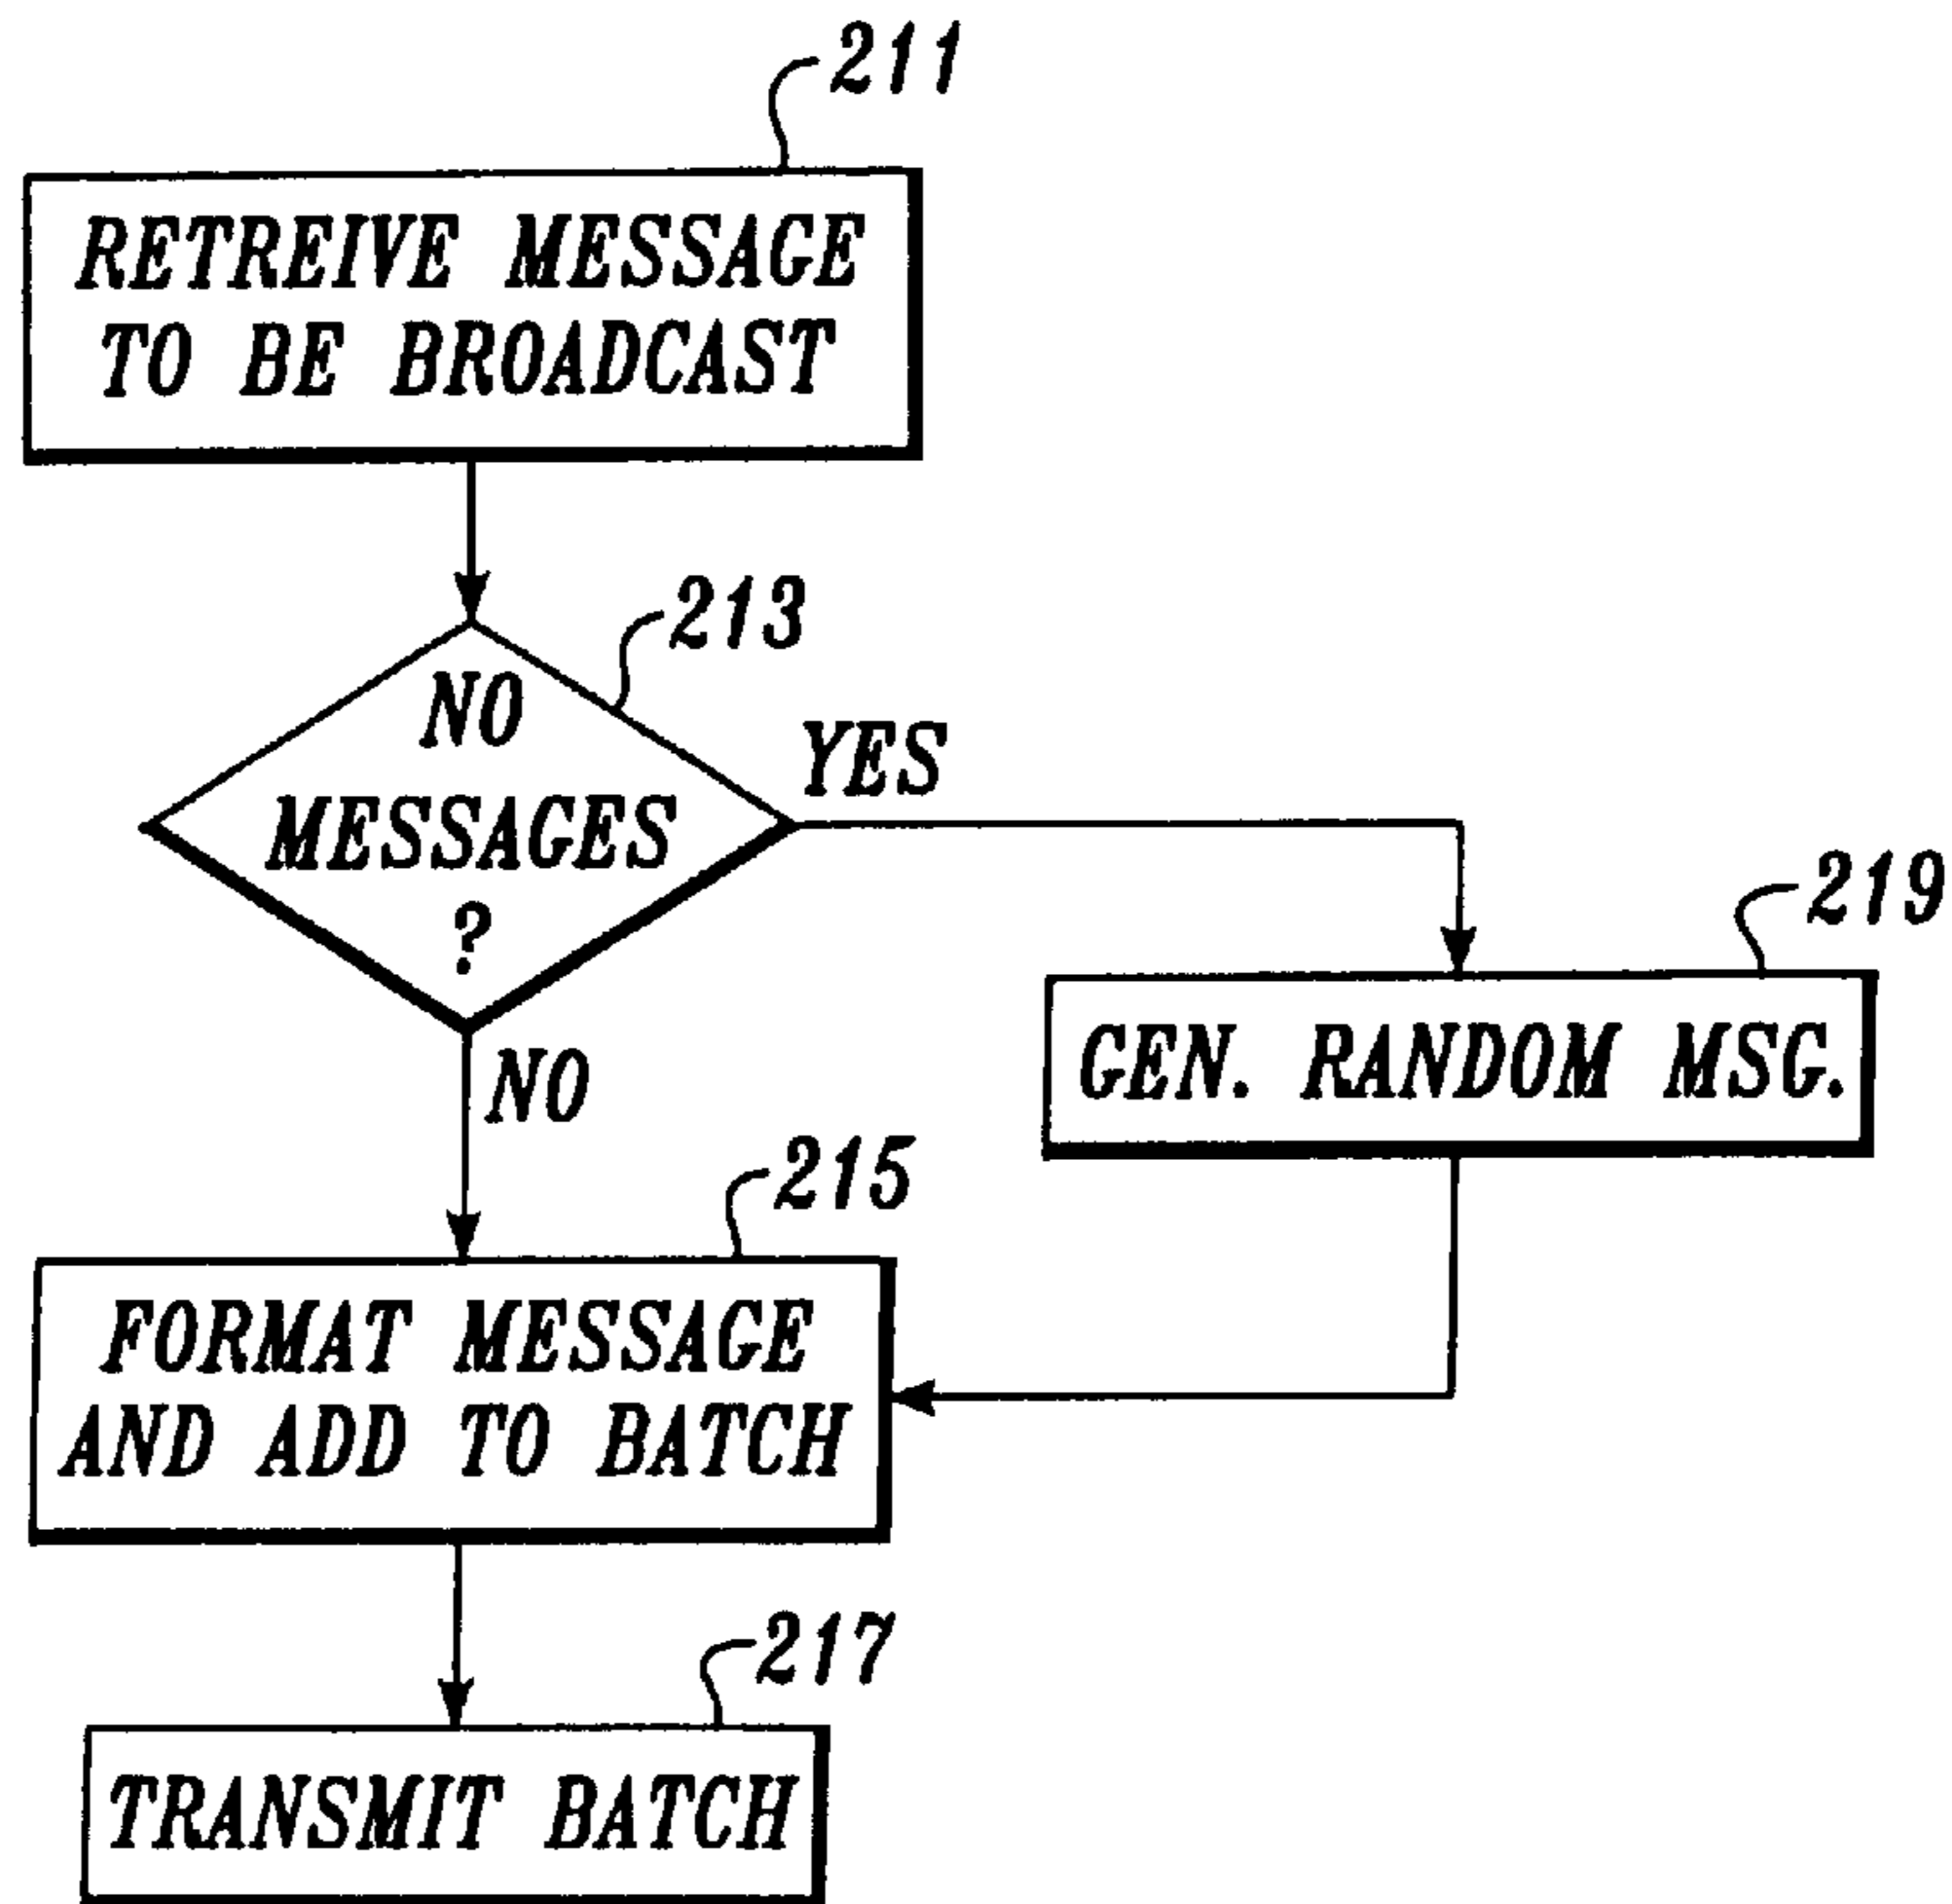 211
RETREIVE MESSAGE
TO BE BROADCAST
213
NO
MESSAGES
?
YES
219
GEN. RANDOM MSG.
NO
215
FORMAT MESSAGE
AND ADD TO BATCH
217
TRANSMIT BATCH